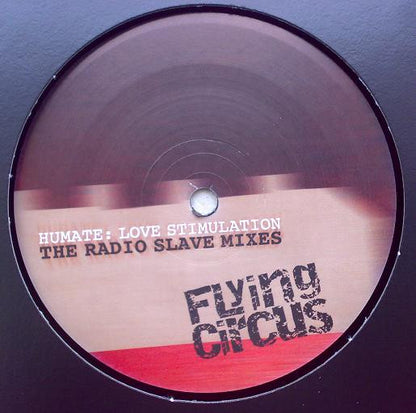 HUMATE: LOVE STIMULATION
THE RADIO SLAVE MIXES
FLying
CiRCUS